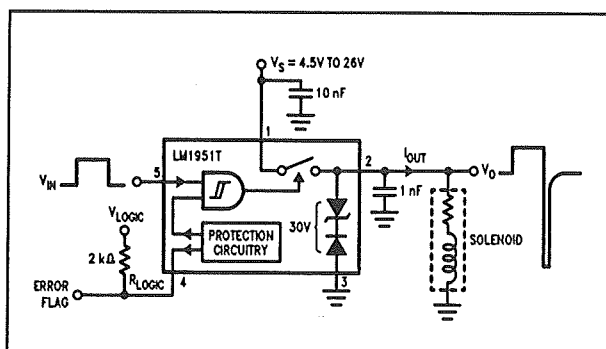 V_S = 4.5V TO 26V
10 nF
1
LM1951T
5
2
I_OUT
V_IN
V_O
1 nF
V_LOGIC
30V
SOLENOID
PROTECTION
CIRCUITRY
2 kΩ
R_LOGIC
4
3
ERROR
FLAG